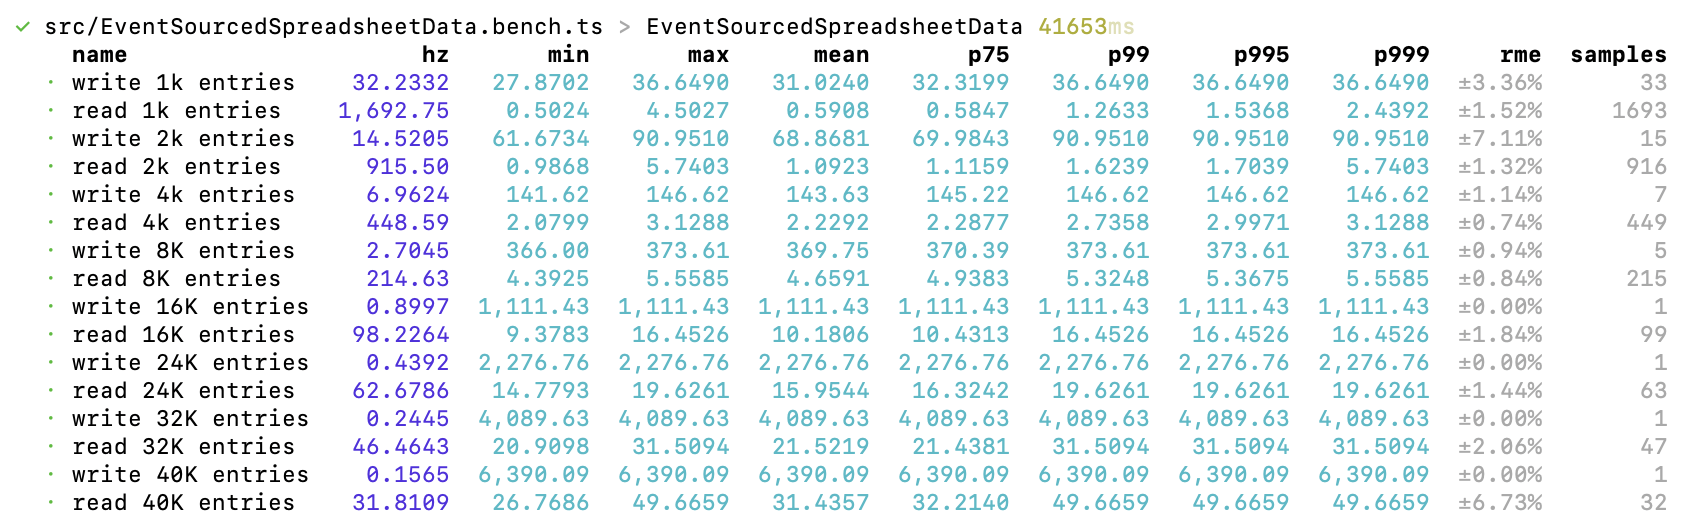 ✓ src/EventSourcedSpreadsheetData.bench.ts > EventSourcedSpreadsheetData 41653ms
name hz min max mean p75 p99 p995 p999 rme samples
· write 1k entries 32.2332 27.8702 36.6490 31.0240 32.3199 36.6490 36.6490 36.6490 ±3.36% 33
· read 1k entries 1,692.75 0.5024 4.5027 0.5908 0.5847 1.2633 1.5368 2.4392 ±1.52% 1693
· write 2k entries 14.5205 61.6734 90.9510 68.8681 69.9843 90.9510 90.9510 90.9510 ±7.11% 15
· read 2k entries 915.50 0.9868 5.7403 1.0923 1.1159 1.6239 1.7039 5.7403 ±1.32% 916
· write 4k entries 6.9624 141.62 146.62 143.63 145.22 146.62 146.62 146.62 ±1.14% 7
· read 4k entries 448.59 2.0799 3.1288 2.2292 2.2877 2.7358 2.9971 3.1288 ±0.74% 449
· write 8K entries 2.7045 366.00 373.61 369.75 370.39 373.61 373.61 373.61 ±0.94% 5
· read 8K entries 214.63 4.3925 5.5585 4.6591 4.9383 5.3248 5.3675 5.5585 ±0.84% 215
· write 16K entries 0.8997 1,111.43 1,111.43 1,111.43 1,111.43 1,111.43 1,111.43 1,111.43 ±0.00% 1
· read 16K entries 98.2264 9.3783 16.4526 10.1806 10.4313 16.4526 16.4526 16.4526 ±1.84% 99
· write 24K entries 0.4392 2,276.76 2,276.76 2,276.76 2,276.76 2,276.76 2,276.76 2,276.76 ±0.00% 1
· read 24K entries 62.6786 14.7793 19.6261 15.9544 16.3242 19.6261 19.6261 19.6261 ±1.44% 63
· write 32K entries 0.2445 4,089.63 4,089.63 4,089.63 4,089.63 4,089.63 4,089.63 4,089.63 ±0.00% 1
· read 32K entries 46.4643 20.9098 31.5094 21.5219 21.4381 31.5094 31.5094 31.5094 ±2.06% 47
· write 40K entries 0.1565 6,390.09 6,390.09 6,390.09 6,390.09 6,390.09 6,390.09 6,390.09 ±0.00% 1
· read 40K entries 31.8109 26.7686 49.6659 31.4357 32.2140 49.6659 49.6659 49.6659 ±6.73% 32